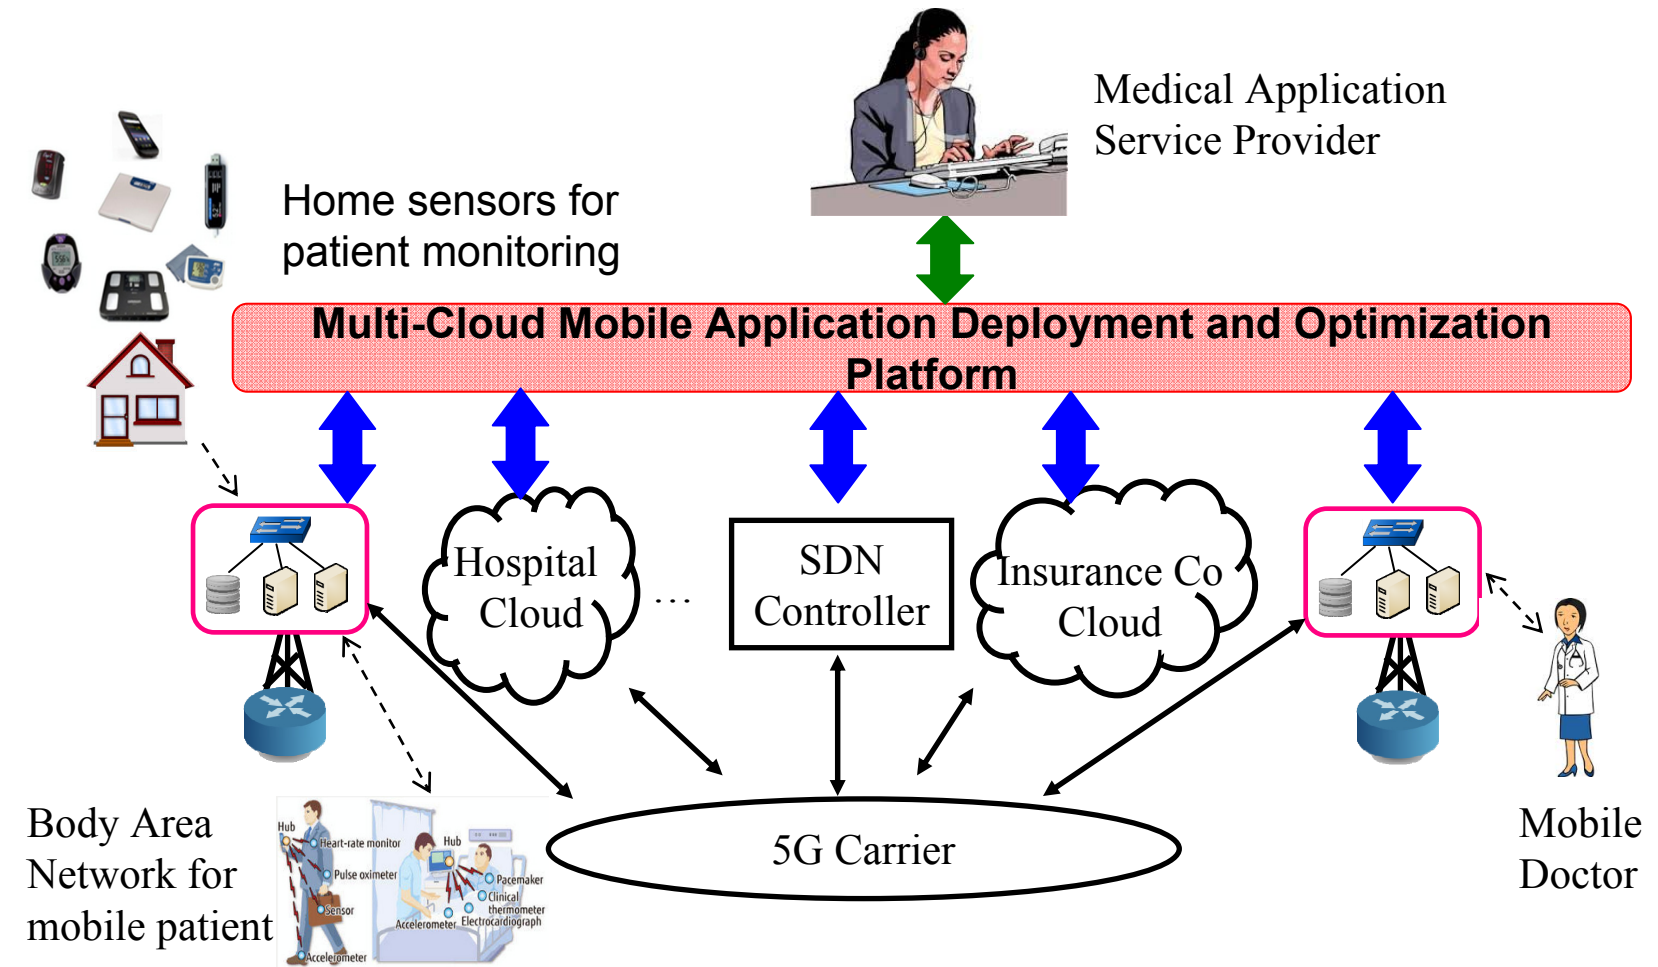 Medical Application
Service Provider
Home sensors for
patient monitoring
Multi-Cloud Mobile Application Deployment and Optimization
Platform
Hospital
Cloud
...
SDN
Controller
Insurance Co
Cloud
5G Carrier
Body Area
Network for
mobile patient
Hub
Heart-rate monitor
Pulse oximeter
Sensor
Accelerometer
Hub
Pacemaker
Clinical
thermometer
Accelerometer
Electrocardiograph
Mobile
Doctor